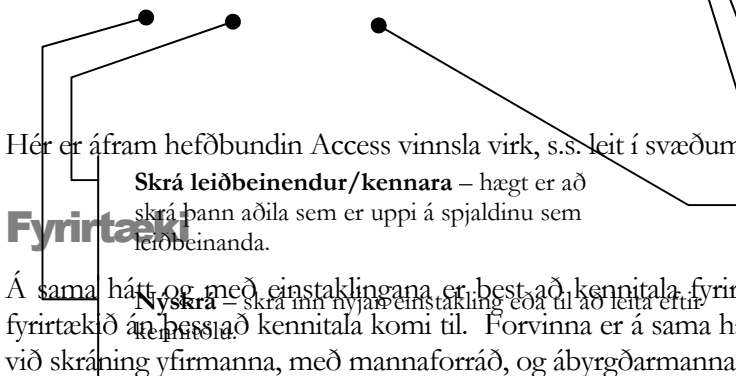 Hér er áfram hefðbundin Access vinnsla virk, s.s. leit í svæðum
Skrá leiðbeinendur/kennara – hægt er að
skrá þann aðila sem er uppi á spjaldinu sem
leiðbeinanda.
Fyrirtæki
Á sama hátt og með einstaklingana er best að kennitala fyrir
Nýskrá – skrá inn nýjan einstakling eða til að leita eftir
kennitölu.
fyrirtækið án þess að kennitala komi til. Forvinna er á sama h
við skráning yfirmanna, með mannaforráð, og ábyrgðarmanna